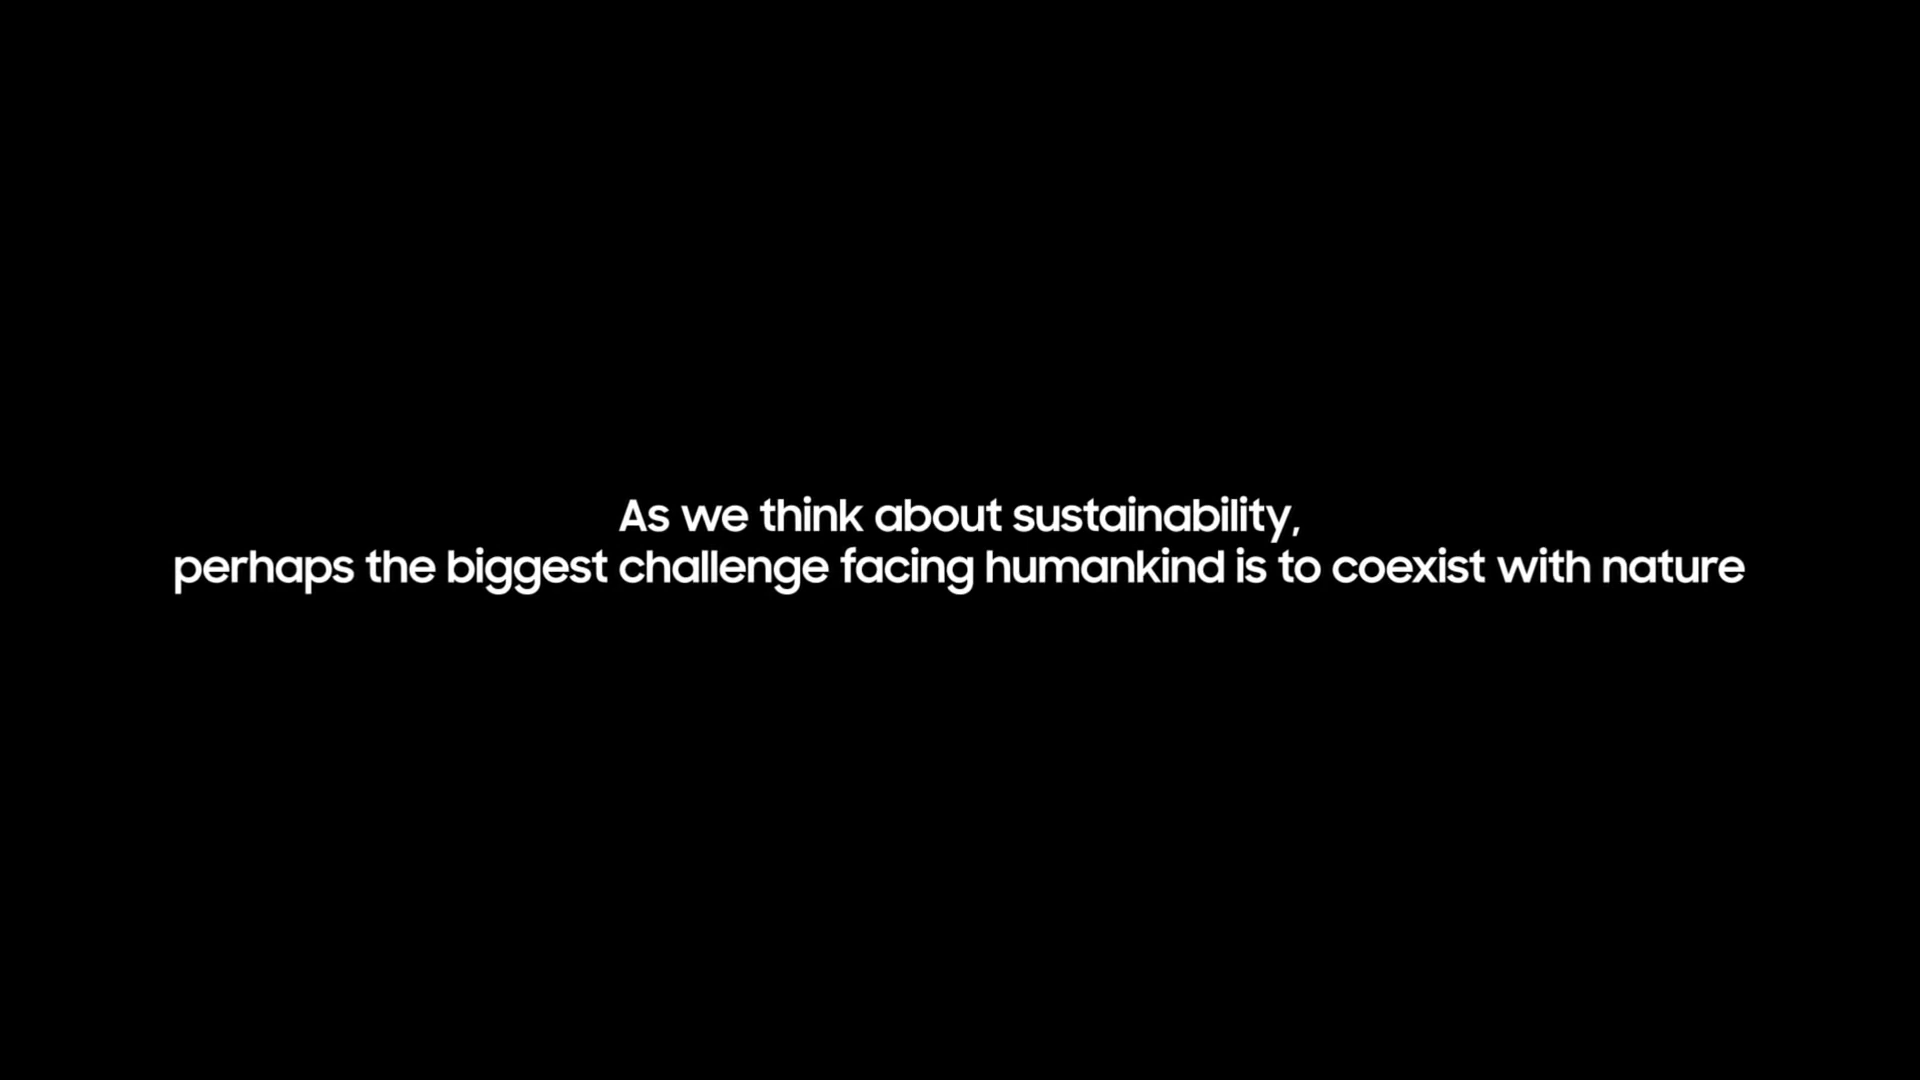 As we think about sustainability,
perhaps the biggest challenge facing humankind is to coexist with nature